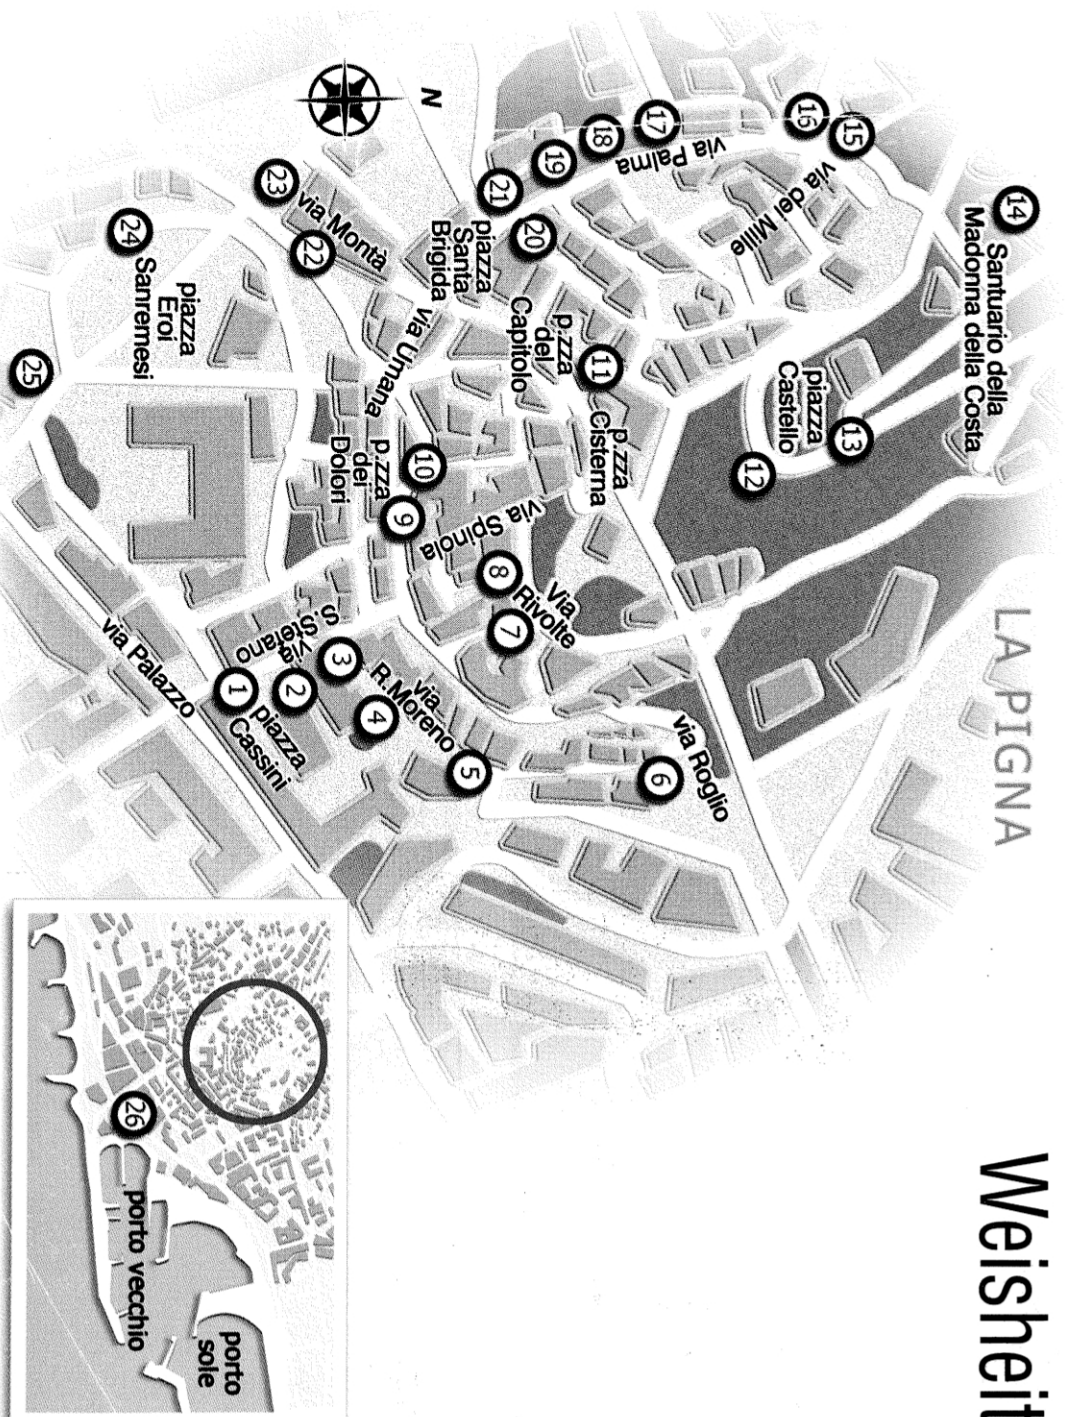 Weisheit
LA PIGNA
14
Santuario della
Madonna della Costa
15
16
via dei Mille
via Palma
17
18
19
21
20
piazza
Santa
Brigida
13
piazza
Castello
12
11
p.zza
del
Capitolo
p.zza
Cisterna
N
23
via Montà
22
via Umana
24
Sanremesi
piazza
Eroi
25
10
p.zza
dei
Dolori
9
via Spinola
8
Via
Rivolte
7
via Roglio
6
5
via
R.Moreno
4
3
via
S.Stefano
2
1
piazza
Cassini
via Palazzo
26
porto vecchio
porto
sole